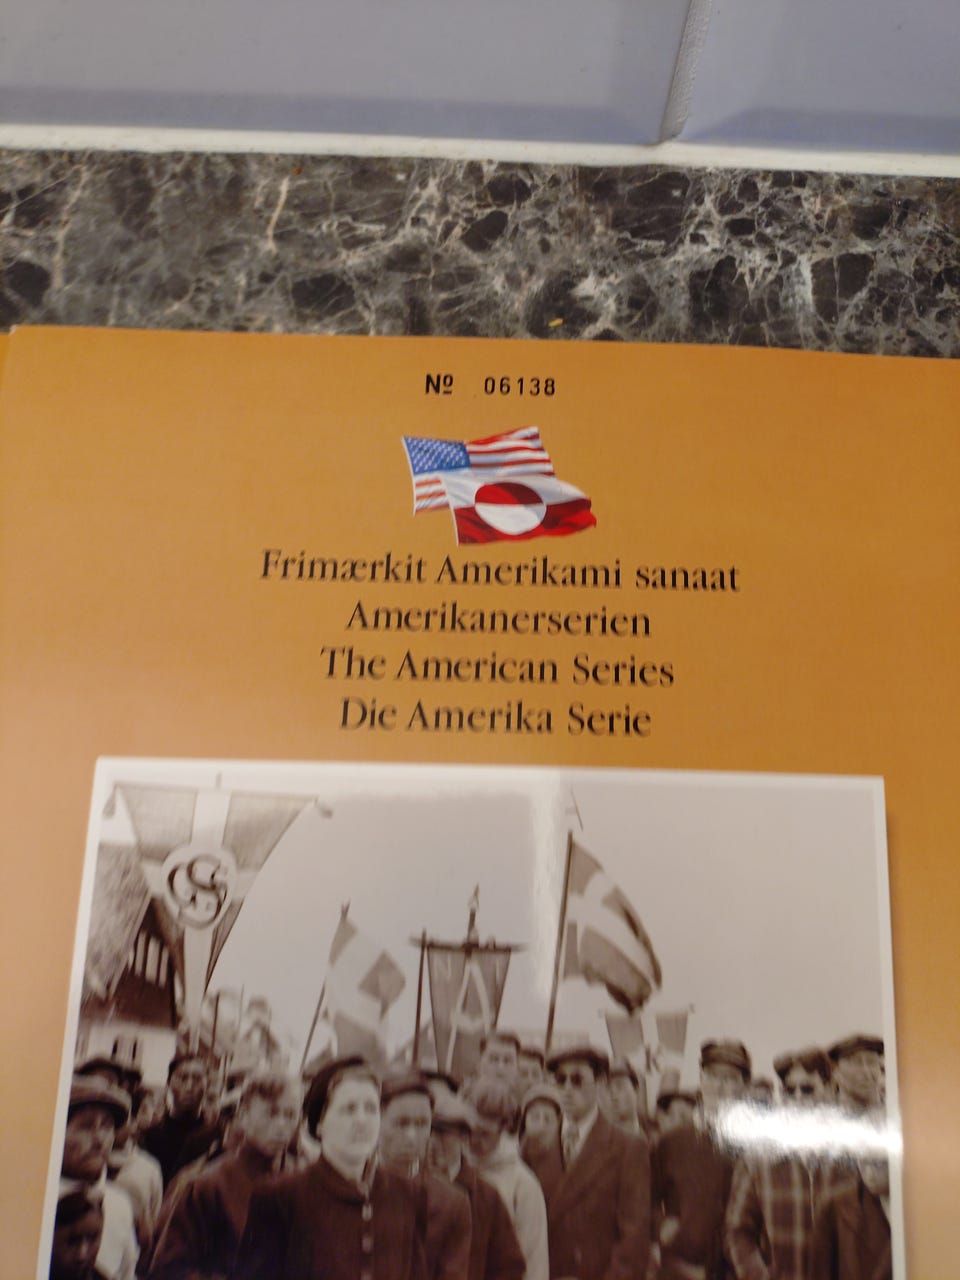 Nº 06138
Frimærkit Amerikami sanaat
Amerikanerserien
The American Series
Die Amerika Serie